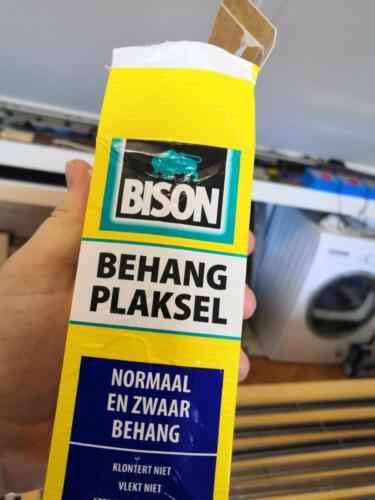 BISON
BEHANG
PLAKSEL
NORMAAL
EN ZWAAR
BEHANG
KLONTERT NIET
VLEKT NIET